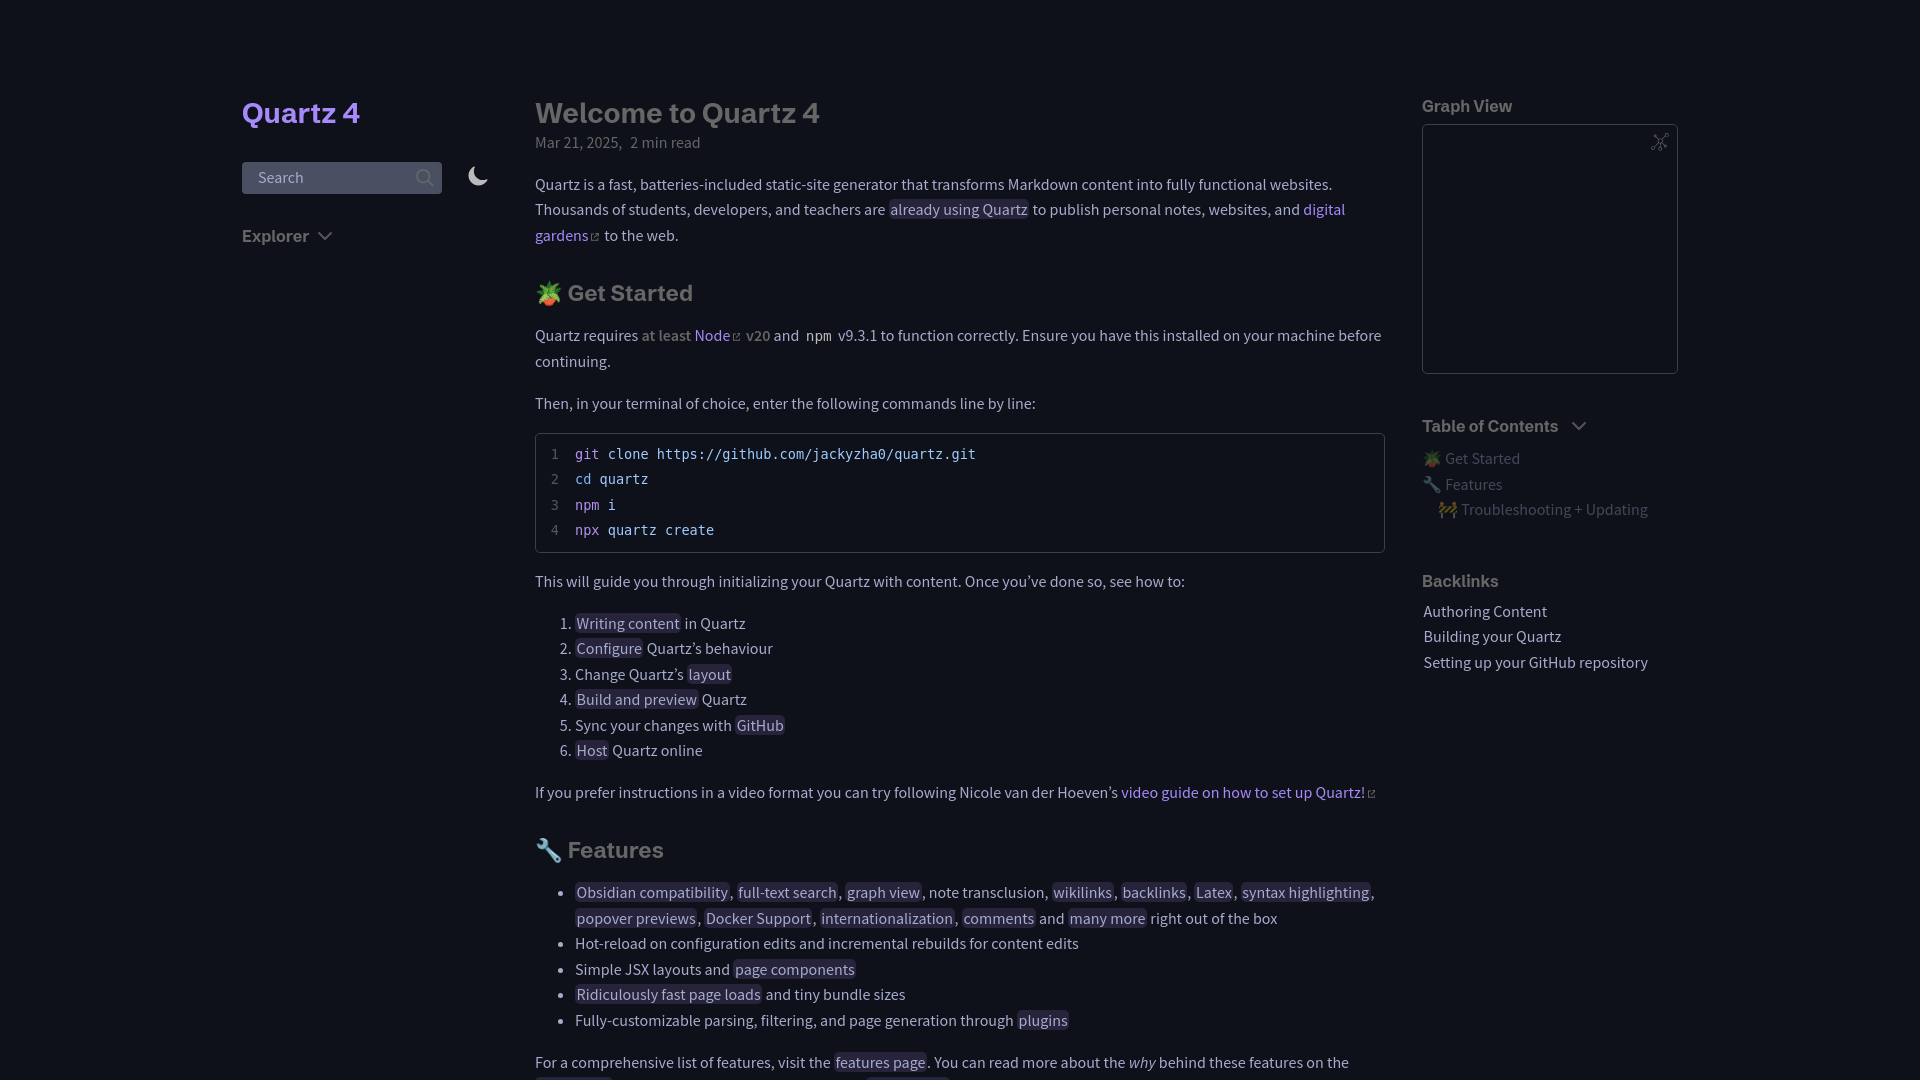 Quartz 4
Search
Explorer
Welcome to Quartz 4
Mar 21, 2025, 2 min read
Quartz is a fast, batteries-included static-site generator that transforms Markdown content into fully functional websites.
Thousands of students, developers, and teachers are already using Quartz to publish personal notes, websites, and digital
gardens to the web.
🪴 Get Started
Quartz requires at least Node v20 and npm v9.3.1 to function correctly. Ensure you have this installed on your machine before
continuing.
Then, in your terminal of choice, enter the following commands line by line:
1 git clone https://github.com/jackyzha0/quartz.git
2 cd quartz
3 npm i
4 npx quartz create
This will guide you through initializing your Quartz with content. Once you’ve done so, see how to:
1. Writing content in Quartz
2. Configure Quartz’s behaviour
3. Change Quartz’s layout
4. Build and preview Quartz
5. Sync your changes with GitHub
6. Host Quartz online
If you prefer instructions in a video format you can try following Nicole van der Hoeven’s video guide on how to set up Quartz!
🔧 Features
• Obsidian compatibility, full-text search, graph view, note transclusion, wikilinks, backlinks, Latex, syntax highlighting,
popover previews, Docker Support, internationalization, comments and many more right out of the box
• Hot-reload on configuration edits and incremental rebuilds for content edits
• Simple JSX layouts and page components
• Ridiculously fast page loads and tiny bundle sizes
• Fully-customizable parsing, filtering, and page generation through plugins
For a comprehensive list of features, visit the features page. You can read more about the why behind these features on the
Graph View
Table of Contents
🪴 Get Started
🔧 Features
🚧 Troubleshooting + Updating
Backlinks
Authoring Content
Building your Quartz
Setting up your GitHub repository